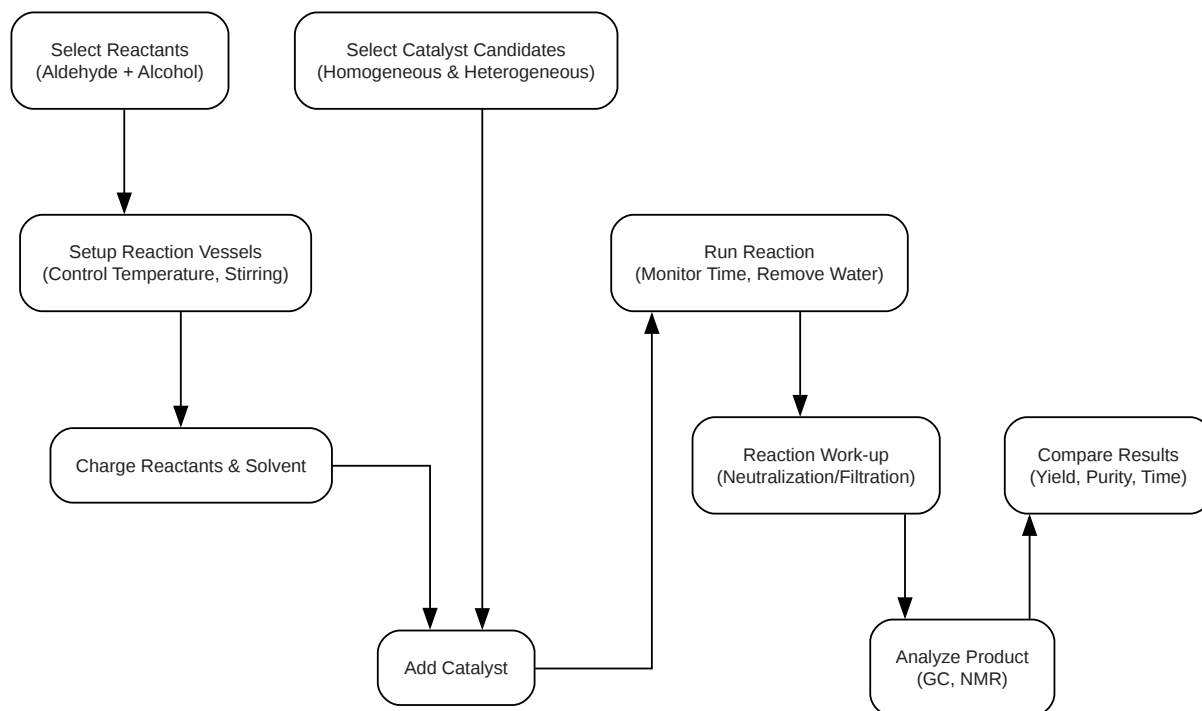 Select Reactants
(Aldehyde + Alcohol)
Select Catalyst Candidates
(Homogeneous & Heterogeneous)
Setup Reaction Vessels
(Control Temperature, Stirring)
Charge Reactants & Solvent
Add Catalyst
Run Reaction
(Monitor Time, Remove Water)
Reaction Work-up
(Neutralization/Filtration)
Analyze Product
(GC, NMR)
Compare Results
(Yield, Purity, Time)